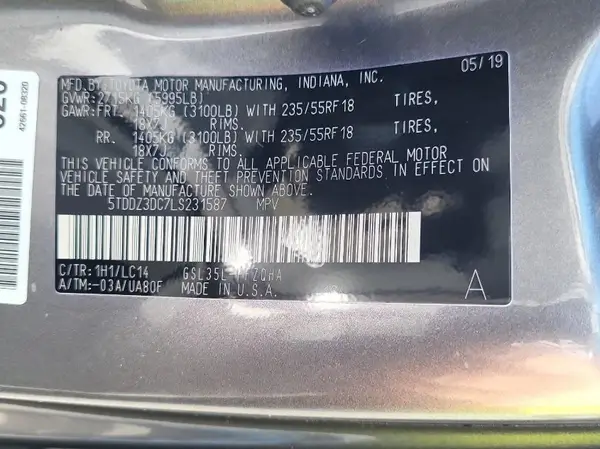 MFD.BY:TOYOTA MOTOR MANUFACTURING, INDIANA, INC. 05/19
GVWR:2715KG (5995LB)
GAWR:FRT. 1405KG (3100LB) WITH 235/55RF18 TIRES,
18X7J RIMS.
RR. 1405KG (3100LB) WITH 235/55RF18 TIRES,
18X7J RIMS.
THIS VEHICLE CONFORMS TO ALL APPLICABLE FEDERAL MOTOR
VEHICLE SAFETY AND THEFT PREVENTION STANDARDS IN EFFECT ON
THE DATE OF MANUFACTURE SHOWN ABOVE.
5TDDZ3DC7LS231587 MPV
C/TR: 1H1/LC14
A/TM:-03A/UA80F MADE IN U.S.A. A
42661-08320